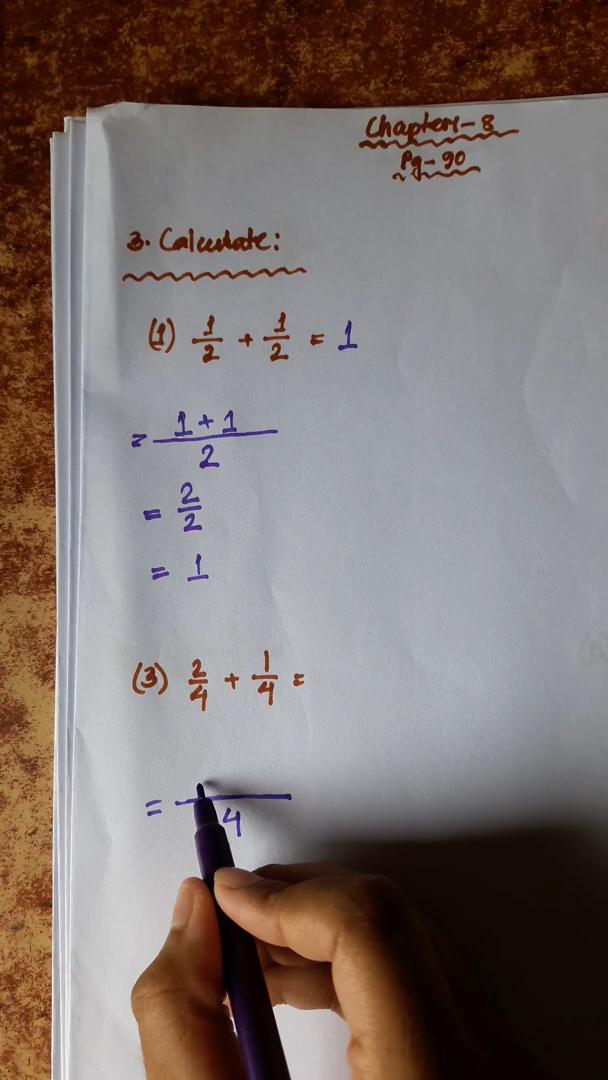 Chapter-8
Pg-90
3. Calculate:
(1) 1/2 + 1/2 = 1
= (1+1)/2
= 2/2
= 1
(3) 2/4 + 1/4 =
= /4